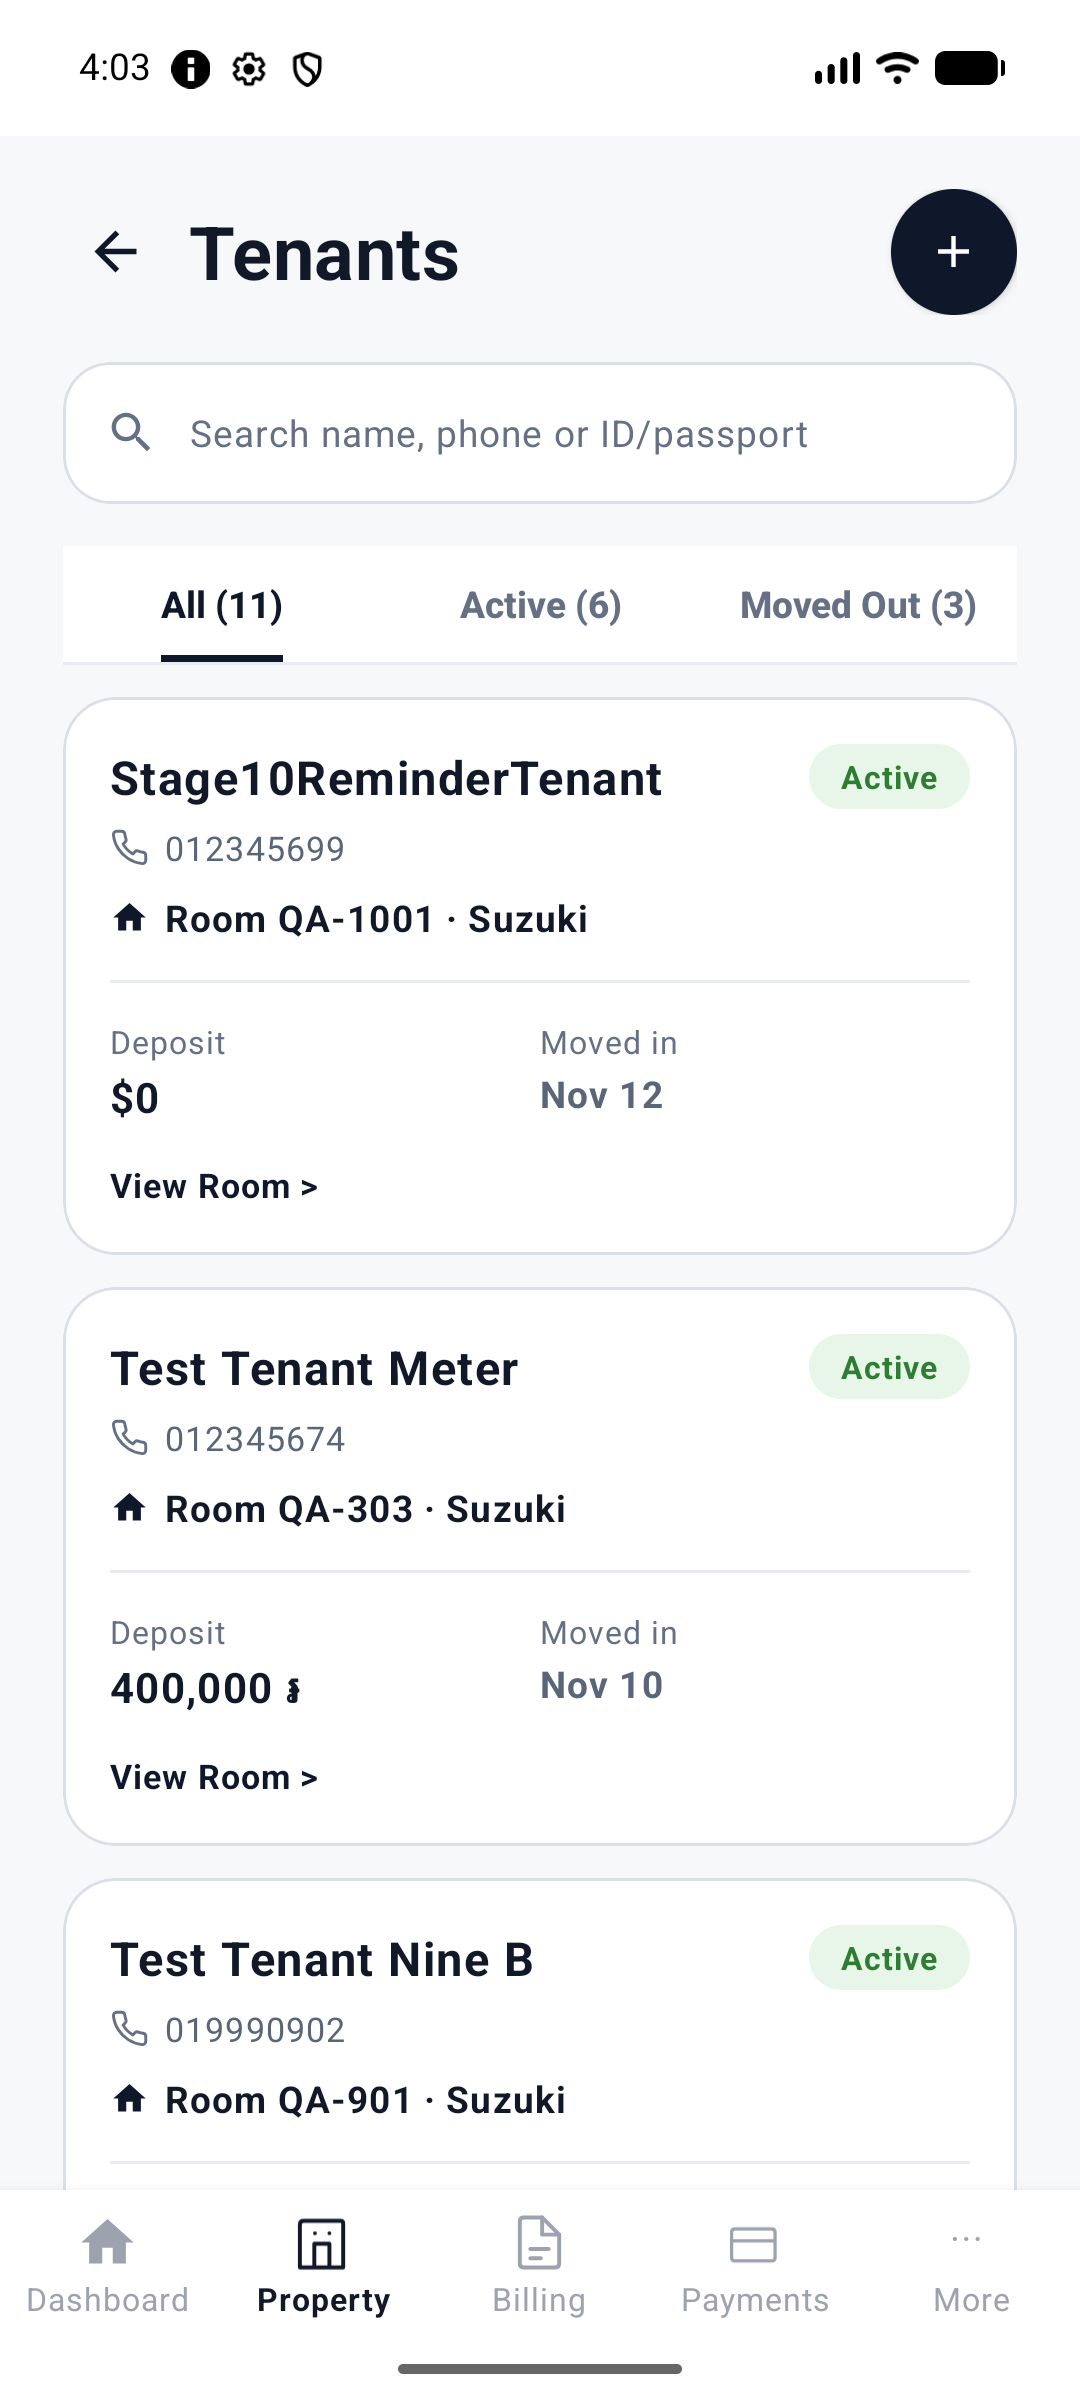 4:03
Tenants
Search name, phone or ID/passport
All (11)
Active (6)
Moved Out (3)
Stage10ReminderTenant
Active
012345699
Room QA-1001 · Suzuki
Deposit
Moved in
$0
Nov 12
View Room >
Test Tenant Meter
Active
012345674
Room QA-303 · Suzuki
Deposit
Moved in
400,000 ៛
Nov 10
View Room >
Test Tenant Nine B
Active
019990902
Room QA-901 · Suzuki
Dashboard
Property
Billing
Payments
More